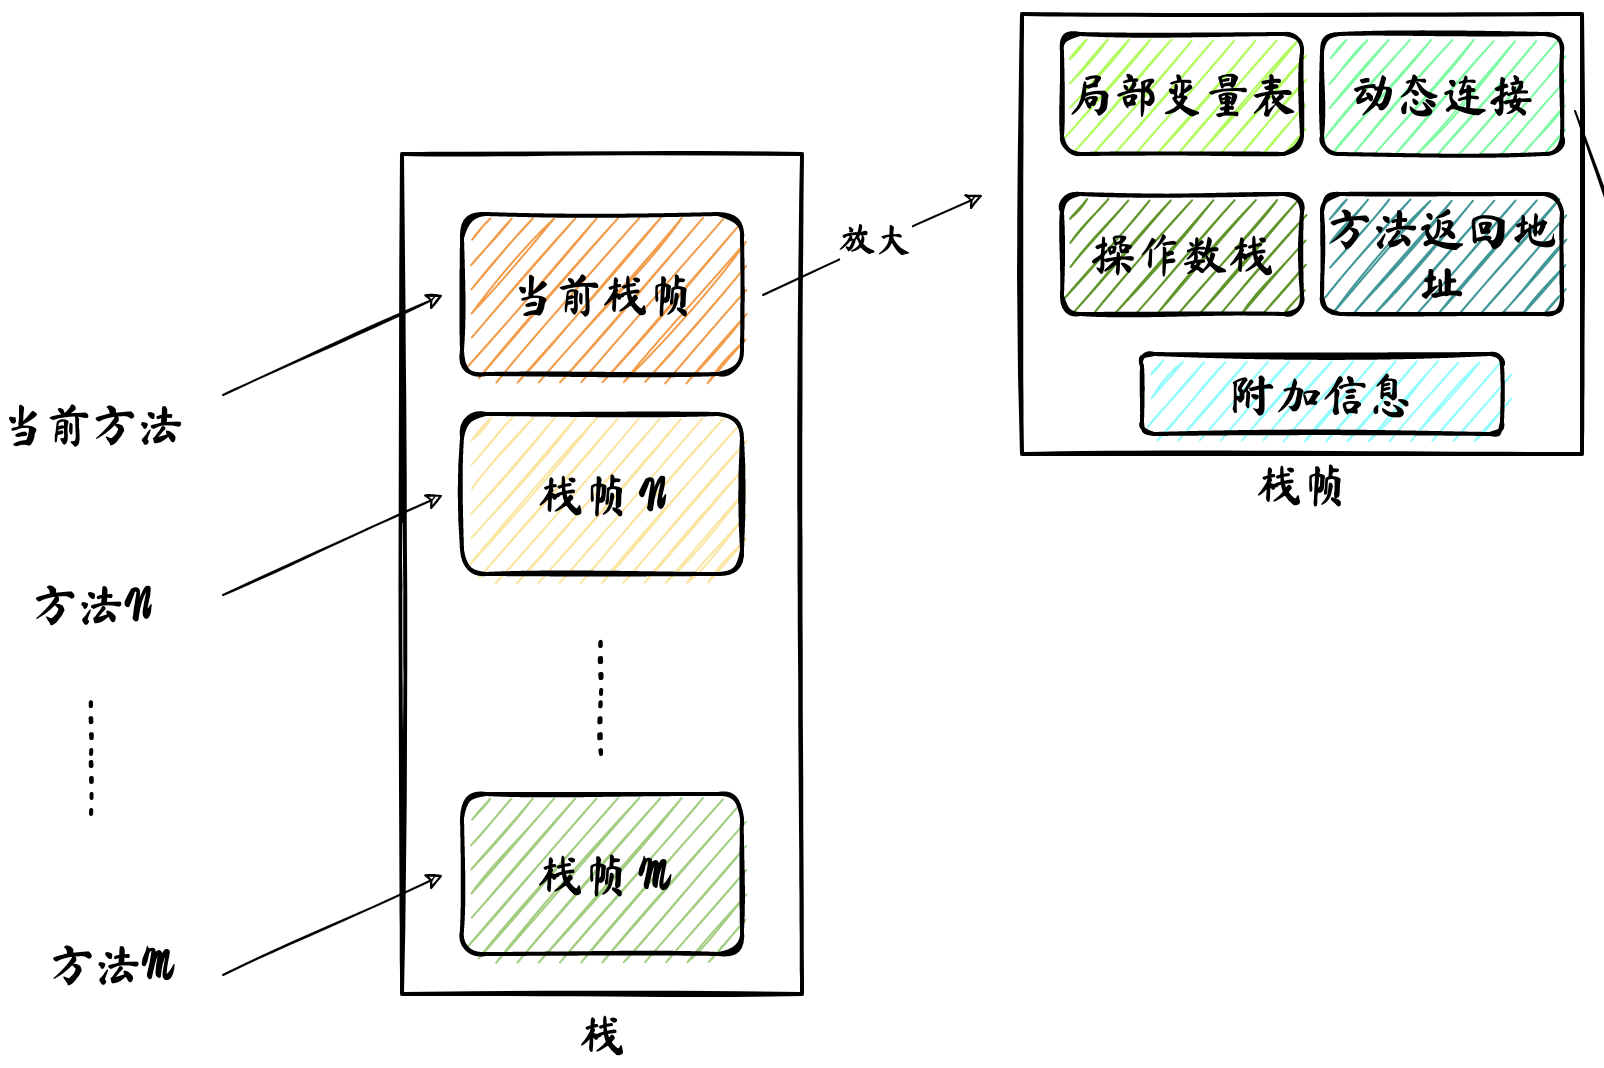 局部变量表
动态连接
操作数栈
方法返回地
址
附加信息
栈帧
放大
当前栈帧
栈帧N
栈帧M
栈
当前方法
方法N
方法M